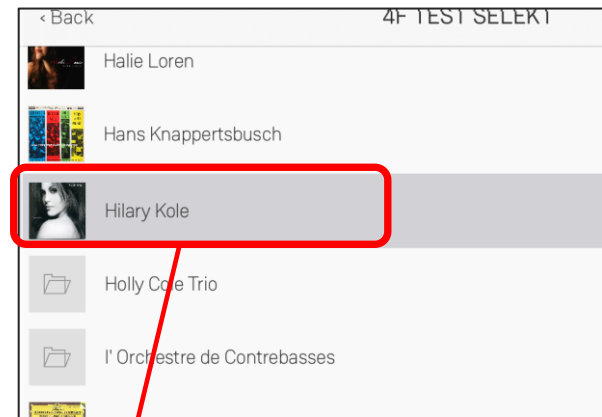 ‹ Back
4F TEST SELEKT
Halie Loren
Hans Knappertsbusch
Hilary Kole
Holly Cole Trio
l' Orchestre de Contrebasses